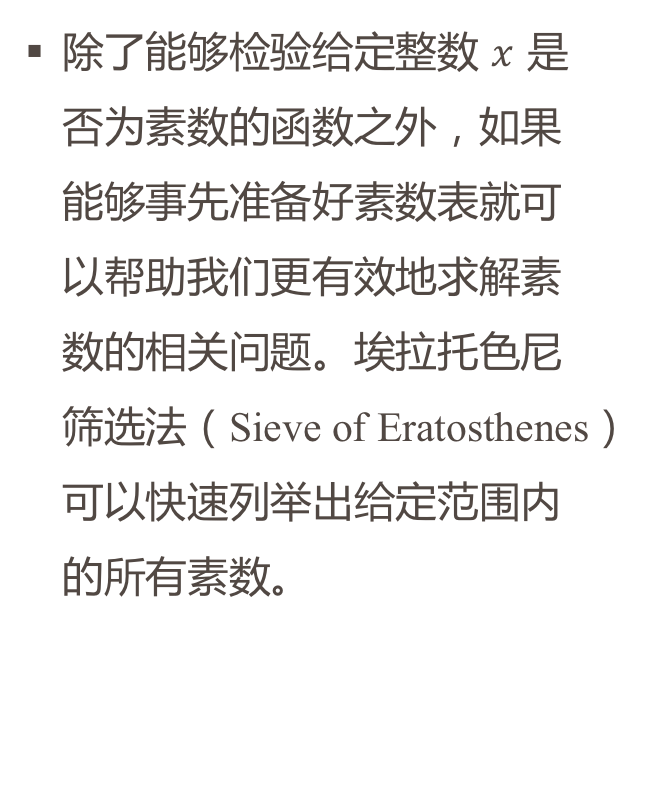 ▪ 除了能够检验给定整数 x 是
否为素数的函数之外，如果
能够事先准备好素数表就可
以帮助我们更有效地求解素
数的相关问题。埃拉托色尼
筛选法（Sieve of Eratosthenes）
可以快速列举出给定范围内
的所有素数。